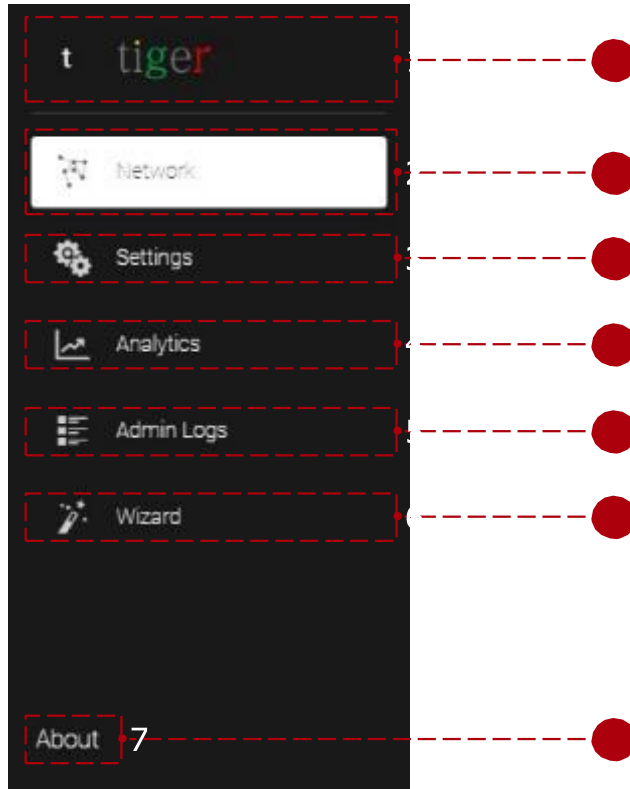 t tiger
Network
Settings
Analytics
Admin Logs
Wizard
About 7